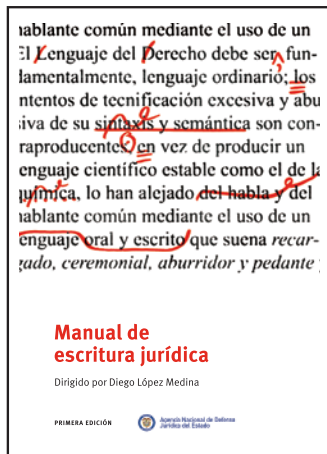 hablante común mediante el uso de un
El Lenguaje del Derecho debe ser, fun-
damentalmente, lenguaje ordinario; los
intentos de tecnificación excesiva y abu
siva de su sintaxis y semántica son con-
traproducentes, en vez de producir un
lenguaje científico estable como el de la
química, lo han alejado del habla y del
hablante común mediante el uso de un
lenguaje oral y escrito que suena recar-
gado, ceremonial, aburridor y pedante
Manual de
escritura jurídica
Dirigido por Diego López Medina
PRIMERA EDICIÓN
Agencia Nacional de Defensa
Jurídica del Estado